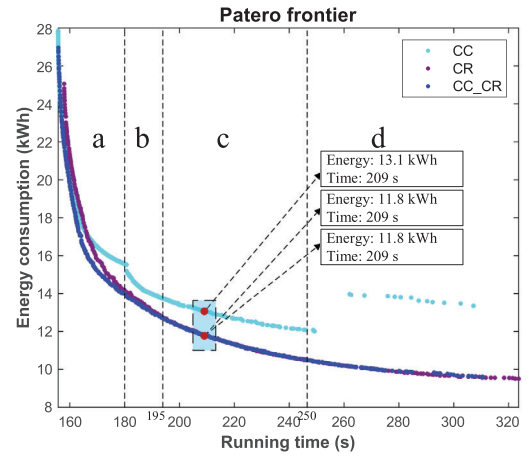 Patero frontier
28
26
24
22
20
18
16
14
12
10
8
Energy consumption (kWh)
CC
CR
CC_CR
a
b
c
d
Energy: 13.1 kWh
Time: 209 s
Energy: 11.8 kWh
Time: 209 s
Energy: 11.8 kWh
Time: 209 s
160 180 195 200 220 240 250 260 280 300 320
Running time (s)